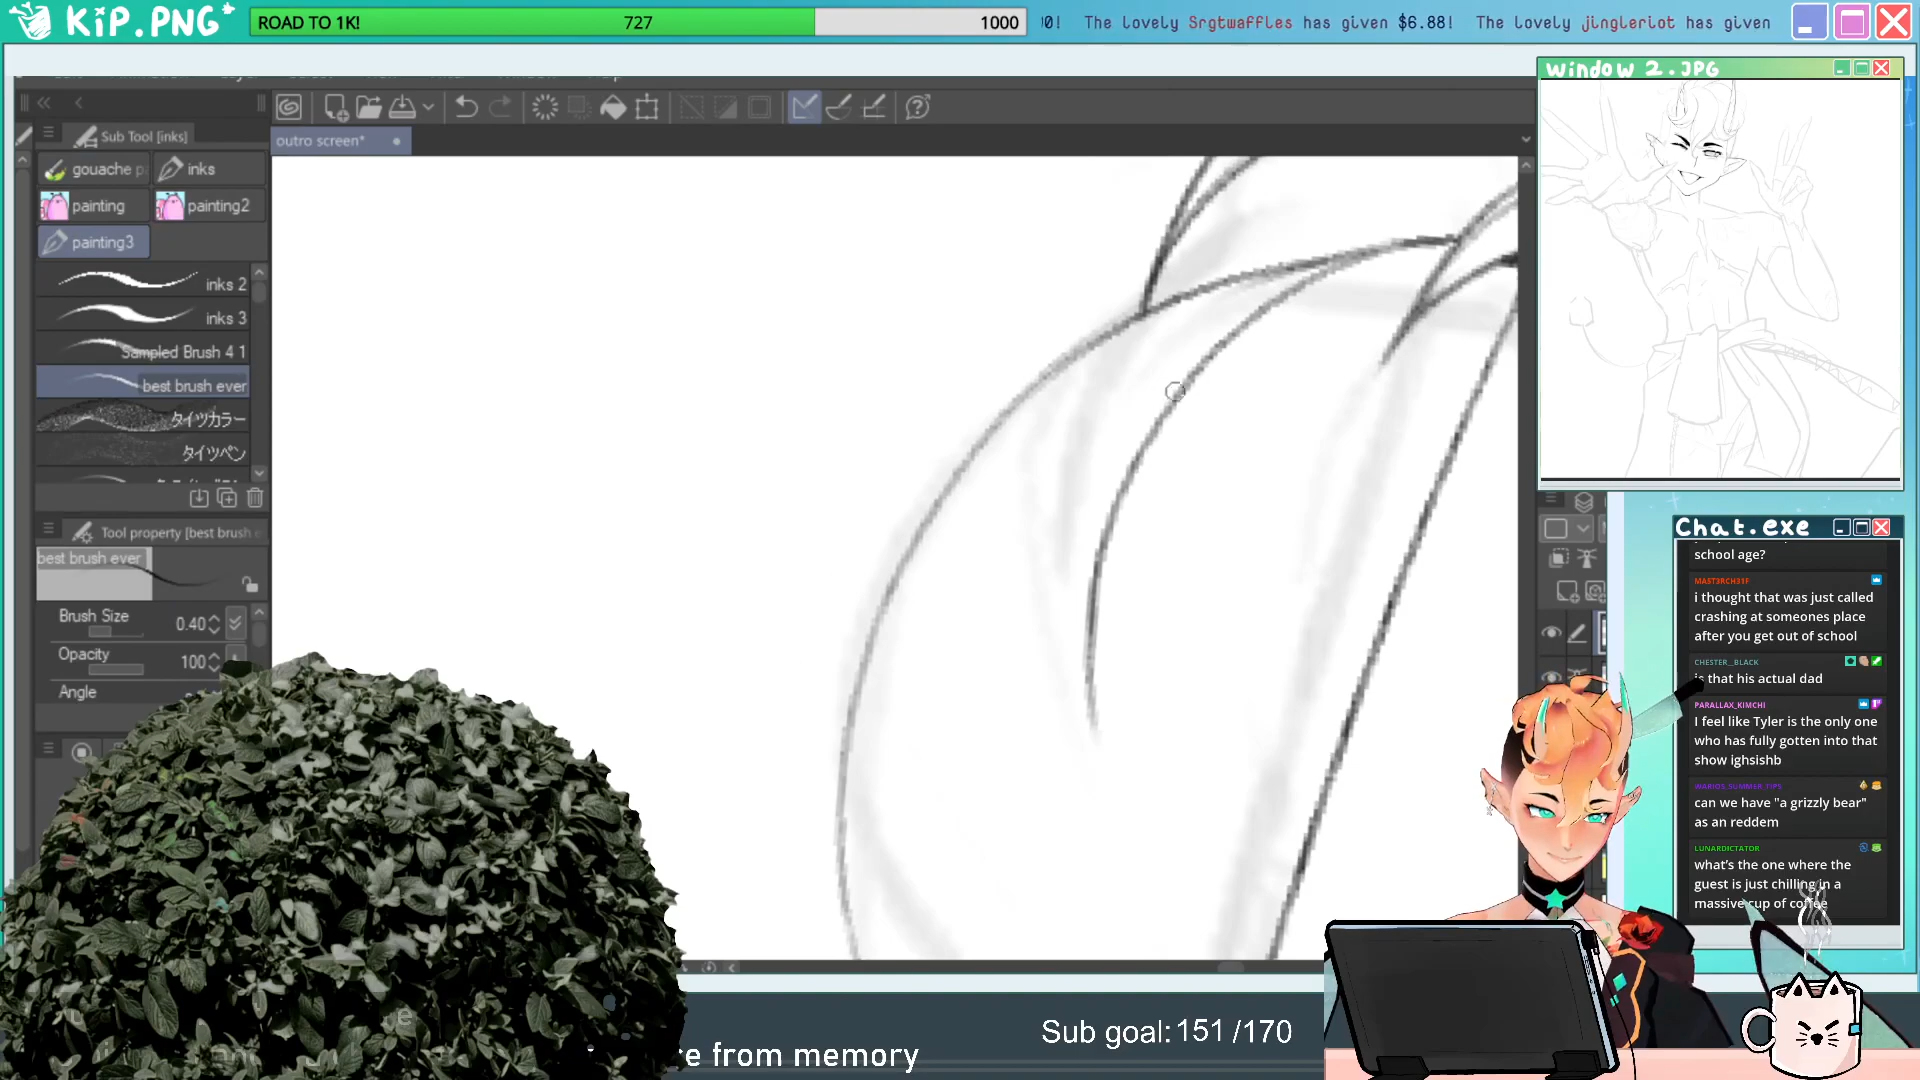 KiP.PNG
ROAD TO 1K!
727
1000
The lovely Srgtwaffles has given $6.88! The lovely jingleriot has given
window 2.JPG
Sub Tool [inks]
outro screen*
gouache
inks
painting
painting2
painting3
inks 2
inks 3
Sampled Brush 4 1
best brush ever
タイツカラー
タイツペン
Tool property [best brush
best brush ever
Brush Size
0.40
Opacity
100
Angle
Chat.exe
school age?
MAST3RCH31F
i thought that was just called
crashing at someones place
after you get out of school
CHESTER__BLACK
is that his actual dad
PARALLAX_KIMCHI
I feel like Tyler is the only one
who has fully gotten into that
show ighsishb
WARIOS_SUMMER_TIPS
can we have "a grizzly bear"
as an reddem
LUNARDICTATOR
what's the one where the
guest is just chilling in a
massive cup of coffee
Sub goal: 151 /170
from memory